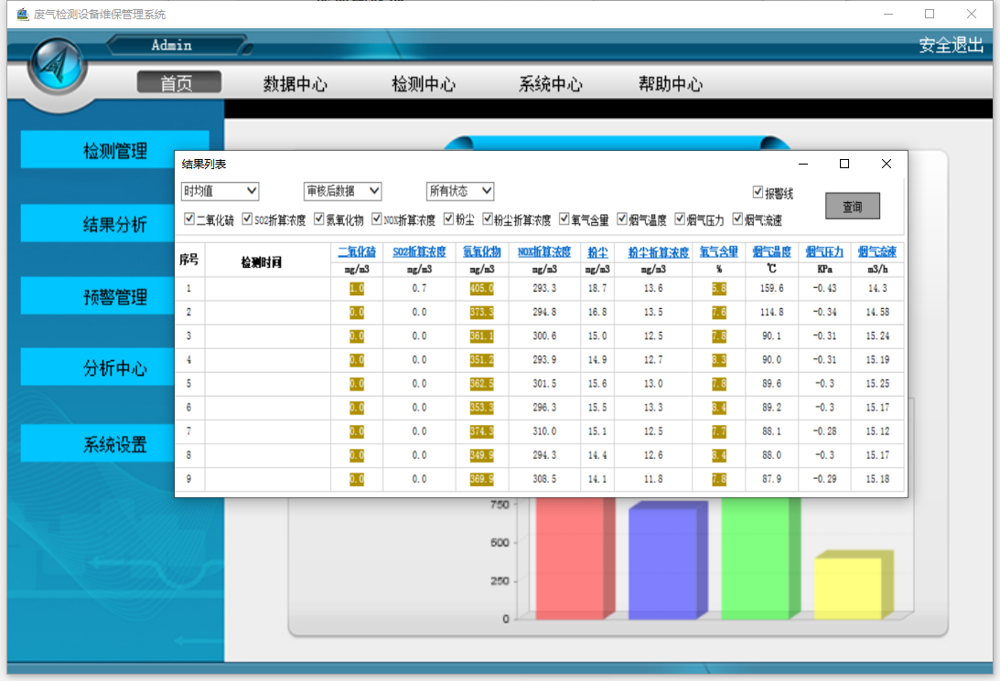 废气检测设备维保管理系统
Admin
安全退出
首页 数据中心 检测中心 系统中心 帮助中心
检测管理
结果分析
预警管理
分析中心
系统设置
结果列表
时均值 审核后数据 所有状态 报警线 查询
二氧化硫 SO2折算浓度 氮氧化物 NOX折算浓度 粉尘 粉尘折算浓度 氧气含量 烟气温度 烟气压力 烟气流速
序号 检测时间 二氧化硫 SO2折算浓度 氮氧化物 NOX折算浓度 粉尘 粉尘折算浓度 氧气含量 烟气温度 烟气压力 烟气流速
mg/m3 mg/m3 mg/m3 mg/m3 mg/m3 mg/m3 % ℃ KPa m3/h
1 1.0 0.7 405.0 293.3 18.7 13.6 5.8 159.6 -0.43 14.3
2 0.0 0.0 373.3 294.8 16.8 13.5 7.6 114.8 -0.34 14.58
3 0.0 0.0 361.1 300.6 15.0 12.5 7.8 90.1 -0.31 15.24
4 0.0 0.0 351.2 293.9 14.9 12.7 8.3 90.0 -0.31 15.19
5 0.0 0.0 362.5 301.5 15.6 13.0 7.8 89.6 -0.3 15.25
6 0.0 0.0 353.3 296.3 15.5 13.3 8.4 89.2 -0.3 15.17
7 0.0 0.0 374.3 310.0 15.1 12.5 7.7 88.1 -0.28 15.12
8 0.0 0.0 349.9 294.3 14.4 12.6 8.4 88.0 -0.3 15.17
9 0.0 0.0 369.9 308.5 14.1 11.8 7.8 87.9 -0.29 15.18
750
500
250
0